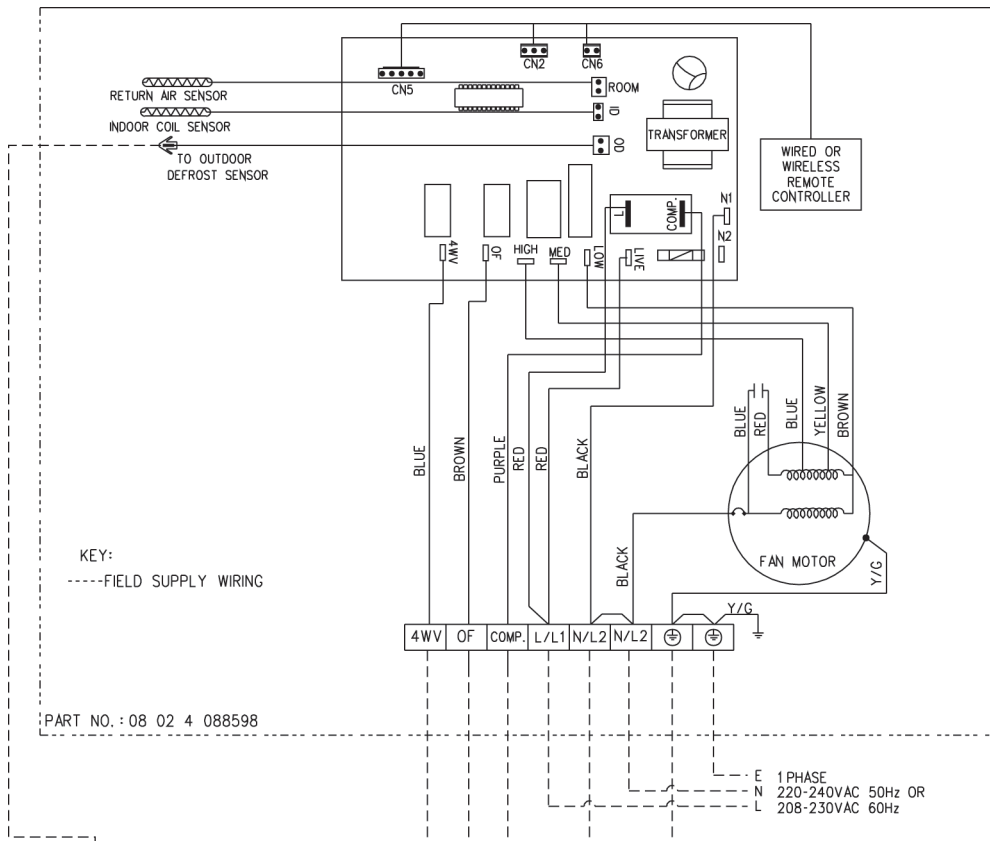 CN5
CN2
CN6
RETURN AIR SENSOR
INDOOR COIL SENSOR
TO OUTDOOR
DEFROST SENSOR
ROOM
ID
OD
TRANSFORMER
WIRED OR
WIRELESS
REMOTE
CONTROLLER
L
COMP.
N1
N2
4WV
OF
HIGH
MED
LOW
LIVE
BLUE
BROWN
PURPLE
RED
RED
BLACK
BLACK
BLUE
RED
BLUE
YELLOW
BROWN
FAN MOTOR
Y/G
Y/G
KEY:
-----FIELD SUPPLY WIRING
4WV OF COMP. L/L1 N/L2 N/L2
PART NO.: 08 02 4 088598
E 1PHASE
N 220-240VAC 50Hz OR
L 208-230VAC 60Hz